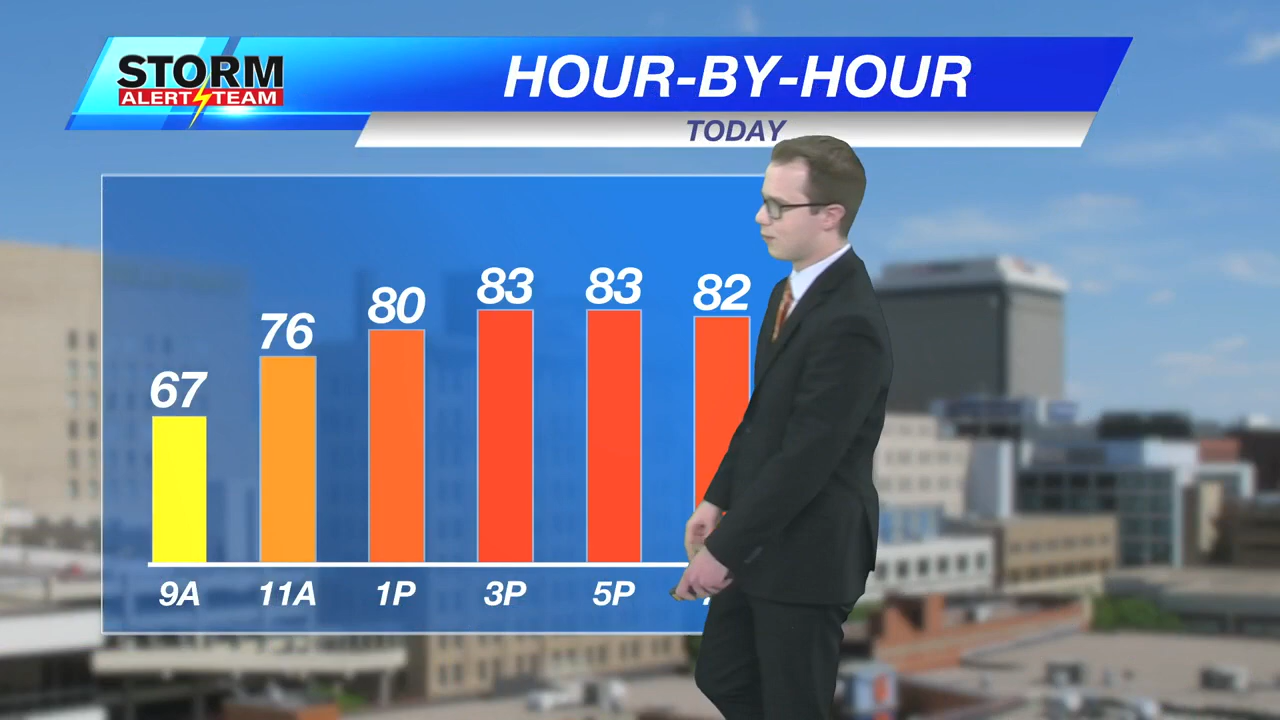 STORM
ALERT TEAM
HOUR-BY-HOUR
TODAY
67 76 80 83 83 82
9A 11A 1P 3P 5P